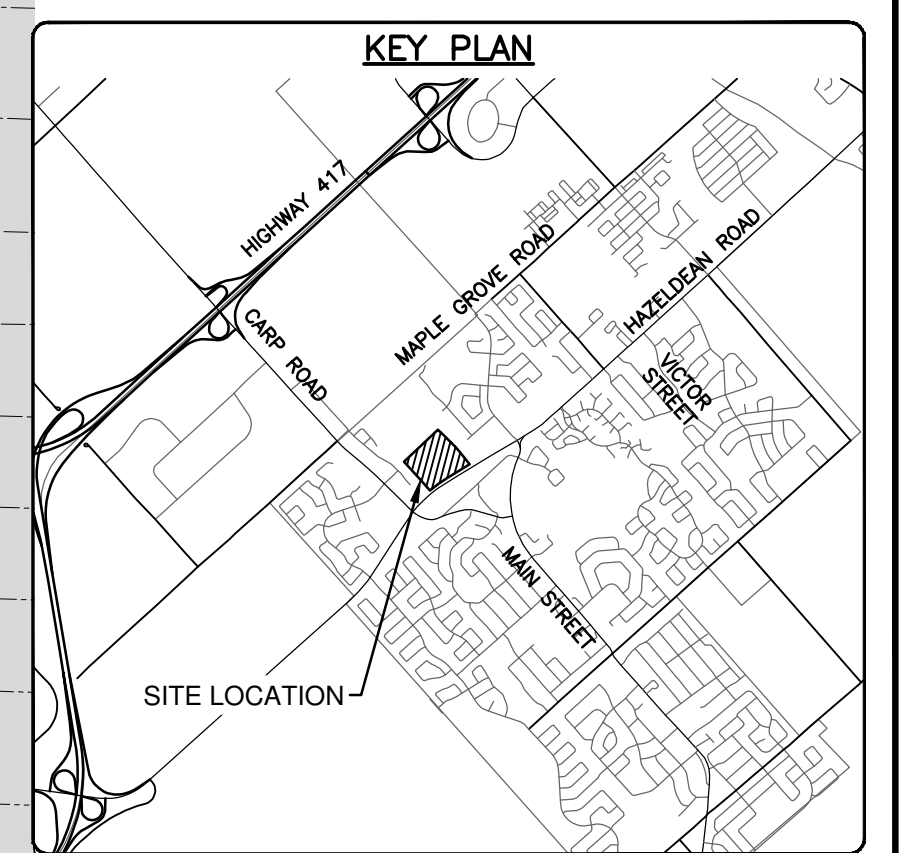 KEY PLAN
HIGHWAY 417
CARP ROAD
MAPLE GROVE ROAD
HAZELDEAN ROAD
VICTOR
STREET
MAIN STREET
SITE LOCATION